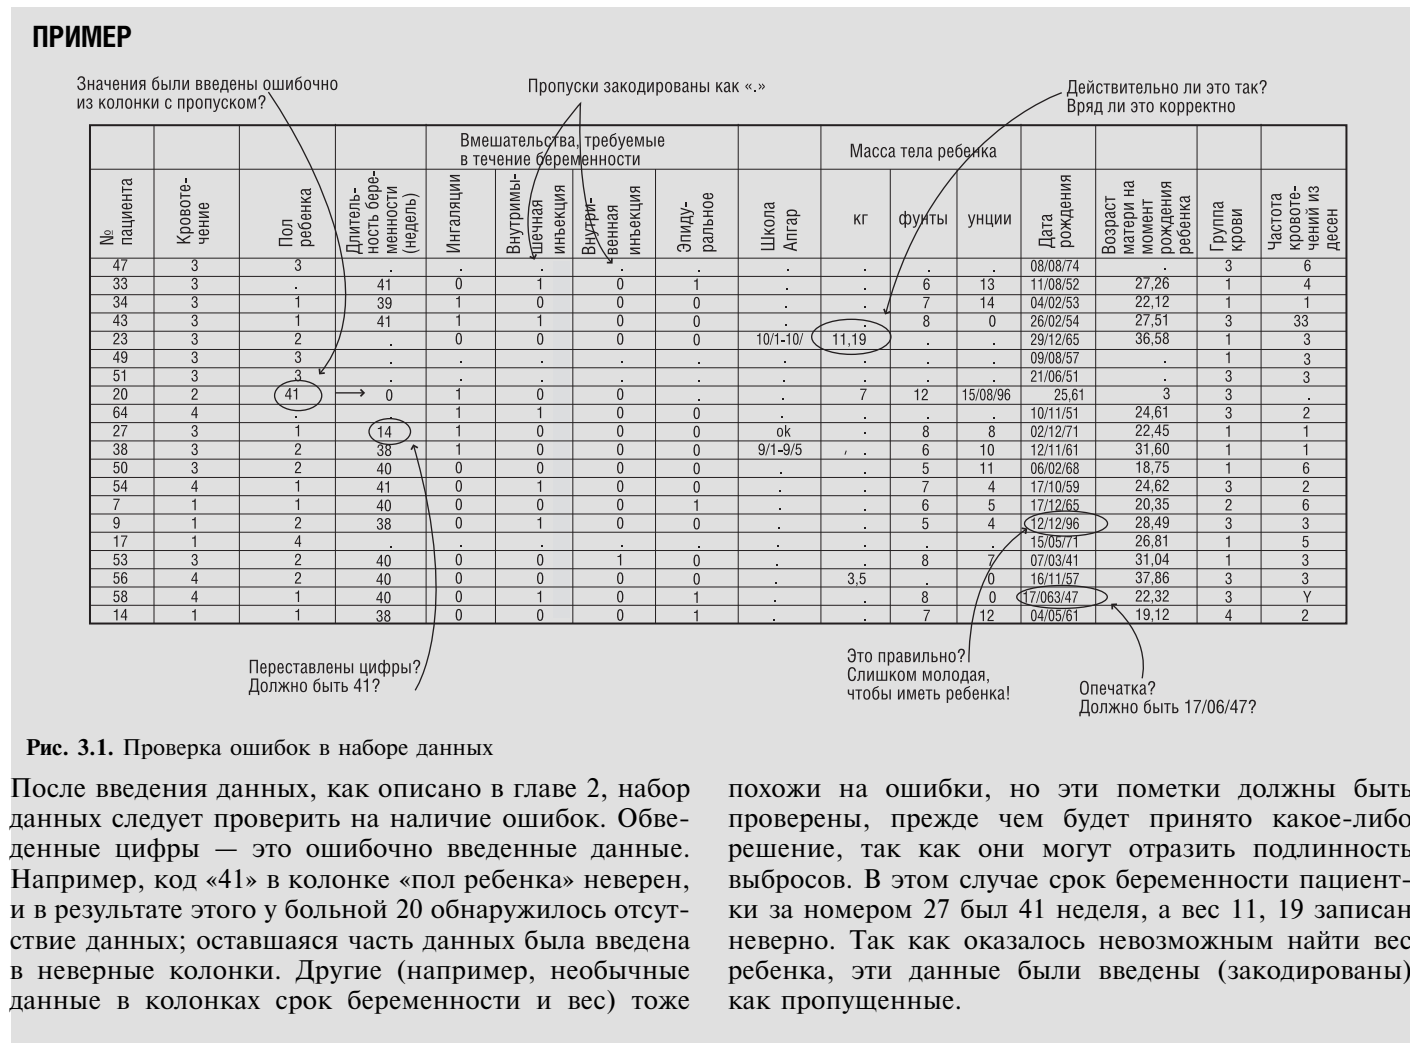 ПРИМЕР
Значения были введены ошибочно
из колонки с пропуском?
Пропуски закодированы как «.»
Действительно ли это так?
Вряд ли это корректно
Вмешательства, требуемые
в течение беременности
Масса тела ребенка
№ пациента
Кровоте-
чение
Пол
ребенка
Длитель-
ность бере-
менности
(недель)
Ингаляции
Внутримы-
шечная
инъекция
Внутри-
венная
инъекция
Эпиду-
ральное
Школа
Апгар
кг
фунты
унции
Дата
рождения
Возраст
матери на
момент
рождения
ребенка
Группа
крови
Частота
кровоте-
чений из
десен
47 3 3 . . . . . . . . . 08/08/74 . 3 6
33 3 . 41 0 1 0 1 . . 6 13 11/08/52 27,26 1 4
34 3 1 39 1 0 0 0 . . 7 14 04/02/53 22,12 1 1
43 3 1 41 1 1 0 0 . . 8 0 26/02/54 27,51 3 33
23 3 2 . 0 0 0 0 10/1-10/ 11,19 . . 29/12/65 36,58 1 3
49 3 3 . . . . . . . . . 09/08/57 . 1 3
51 3 3 . . . . . . . . . 21/06/51 . 3 3
20 2 41 → 0 1 0 0 . . 7 12 15/08/96 25,61 3 3 .
64 4 . . 1 1 0 0 . . . . 10/11/51 24,61 3 2
27 3 1 14 1 0 0 0 ok . 8 8 02/12/71 22,45 1 1
38 3 2 38 1 0 0 0 9/1-9/5 , . 6 10 12/11/61 31,60 1 1
50 3 2 40 0 0 0 0 . . 5 11 06/02/68 18,75 1 6
54 4 1 41 0 1 0 0 . . 7 4 17/10/59 24,62 3 2
7 1 1 40 0 0 0 1 . . 6 5 17/12/65 20,35 2 6
9 1 2 38 0 1 0 0 . . 5 4 12/12/96 28,49 3 3
17 1 4 . . . . . . . . . 15/05/71 26,81 1 5
53 3 2 40 0 0 1 0 . . 8 7 07/03/41 31,04 1 3
56 4 2 40 0 0 0 0 . 3,5 . 0 16/11/57 37,86 3 3
58 4 1 40 0 1 0 1 . . 8 0 17/063/47 22,32 3 Y
14 1 1 38 0 0 0 1 . . 7 12 04/05/61 19,12 4 2
Переставлены цифры?
Должно быть 41?
Это правильно?
Слишком молодая,
чтобы иметь ребенка!
Опечатка?
Должно быть 17/06/47?
Рис. 3.1. Проверка ошибок в наборе данных
После введения данных, как описано в главе 2, набор
данных следует проверить на наличие ошибок. Обве-
денные цифры — это ошибочно введенные данные.
Например, код «41» в колонке «пол ребенка» неверен,
и в результате этого у больной 20 обнаружилось отсут-
ствие данных; оставшаяся часть данных была введена
в неверные колонки. Другие (например, необычные
данные в колонках срок беременности и вес) тоже
похожи на ошибки, но эти пометки должны быть
проверены, прежде чем будет принято какое-либо
решение, так как они могут отразить подлинность
выбросов. В этом случае срок беременности пациент-
ки за номером 27 был 41 неделя, а вес 11, 19 записан
неверно. Так как оказалось невозможным найти вес
ребенка, эти данные были введены (закодированы)
как пропущенные.